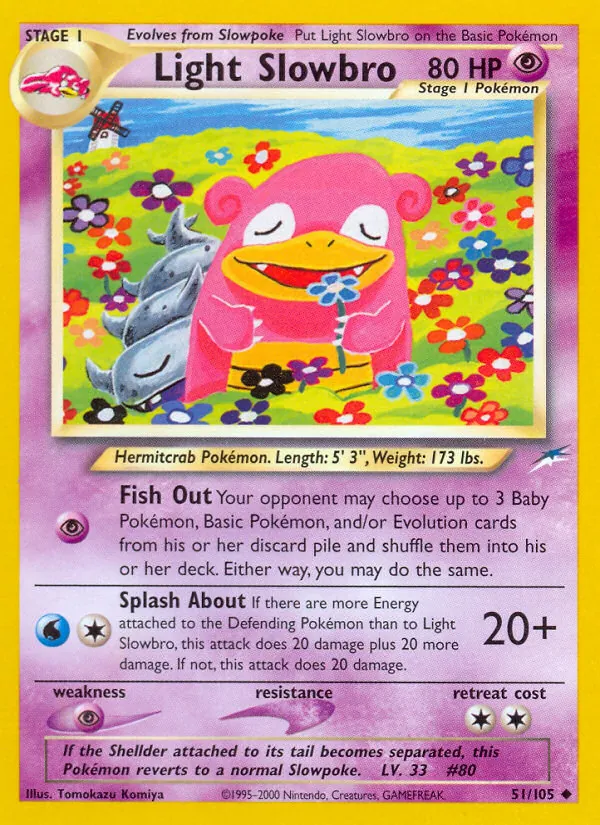 STAGE 1
Evolves from Slowpoke Put Light Slowbro on the Basic Pokémon
Light Slowbro 80 HP
Stage 1 Pokémon
Hermitcrab Pokémon. Length: 5' 3", Weight: 173 lbs.
Fish Out Your opponent may choose up to 3 Baby
Pokémon, Basic Pokémon, and/or Evolution cards
from his or her discard pile and shuffle them into his
or her deck. Either way, you may do the same.
Splash About If there are more Energy
attached to the Defending Pokémon than to Light
Slowbro, this attack does 20 damage plus 20 more
damage. If not, this attack does 20 damage.
20+
weakness resistance retreat cost
If the Shellder attached to its tail becomes separated, this
Pokémon reverts to a normal Slowpoke. LV. 33 #80
Illus. Tomokazu Komiya ©1995-2000 Nintendo, Creatures, GAMEFREAK. 51/105